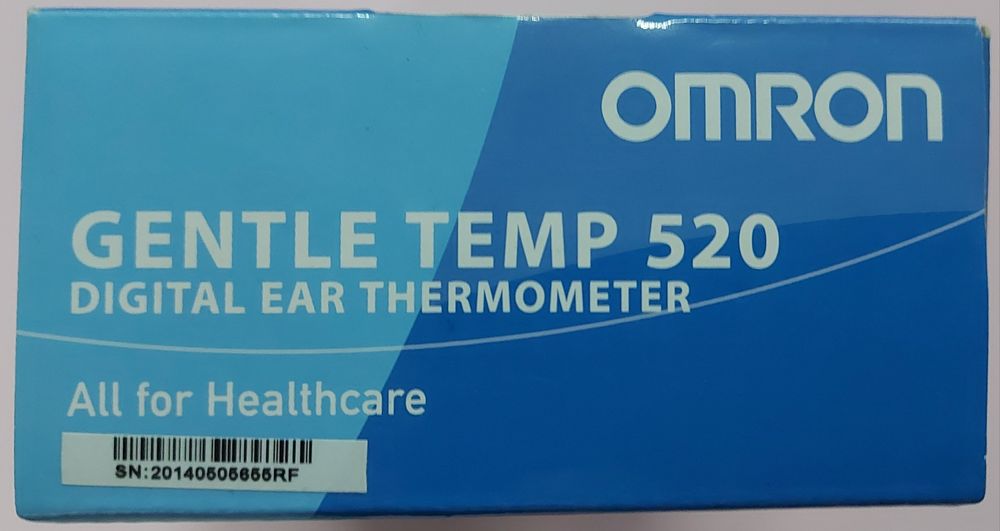 OMRON
GENTLE TEMP 520
DIGITAL EAR THERMOMETER
All for Healthcare
SN:20140505655RF